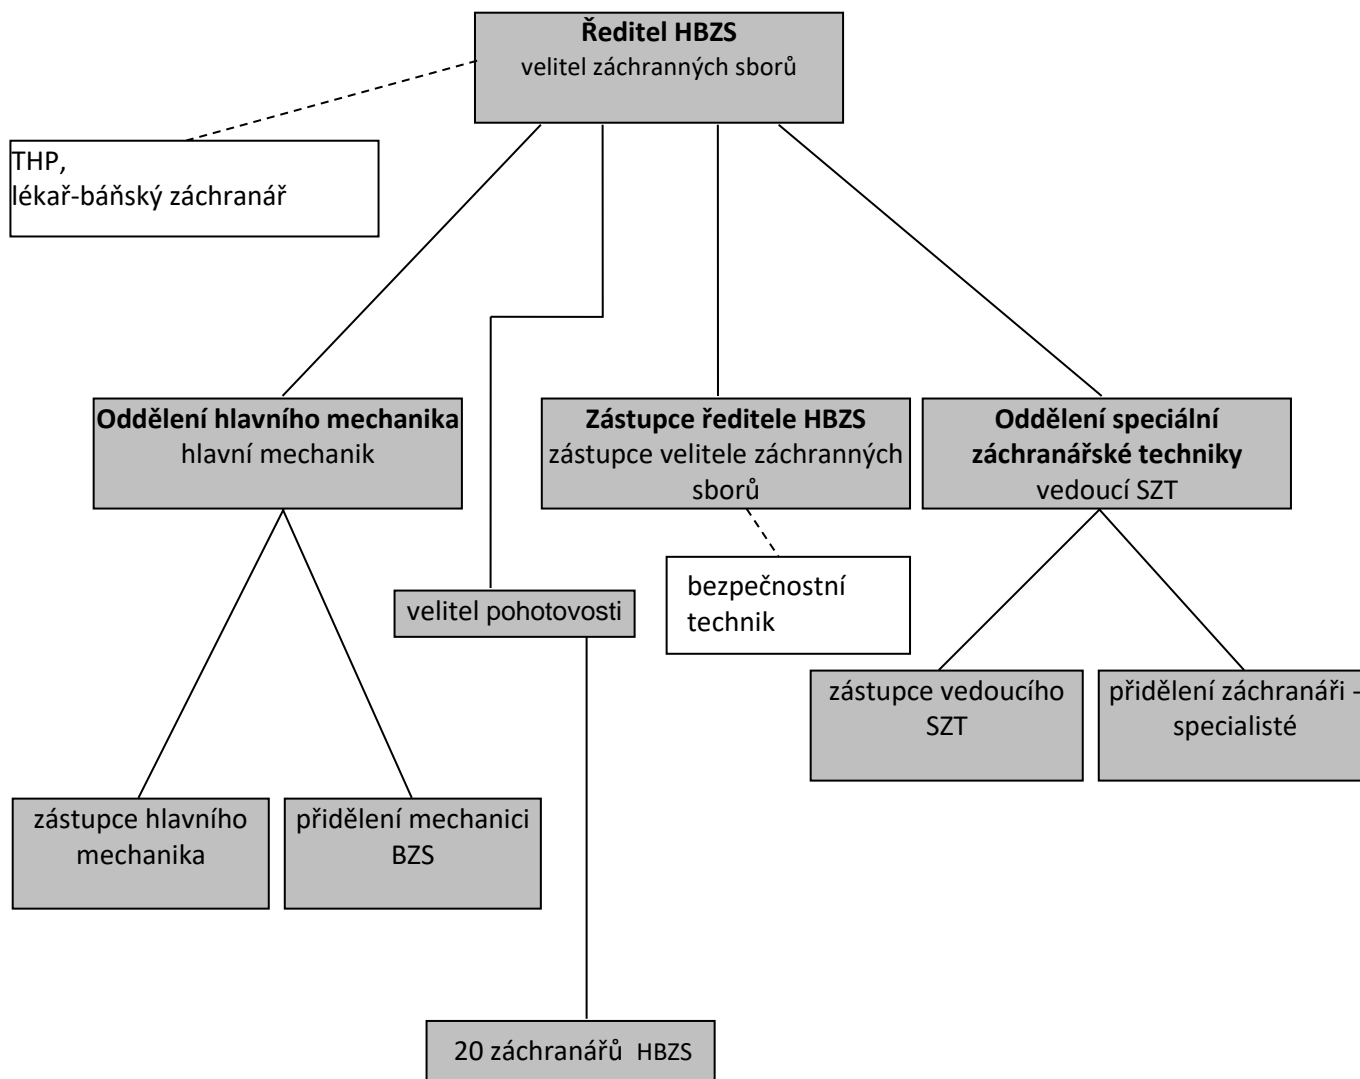 Ředitel HBZS
velitel záchranných sborů
THP,
lékař-báňský záchranář
Oddělení hlavního mechanika
hlavní mechanik
Zástupce ředitele HBZS
zástupce velitele záchranných
sborů
Oddělení speciální
záchranářské techniky
vedoucí SZT
velitel pohotovosti
bezpečnostní
technik
zástupce vedoucího
SZT
přidělení záchranáři -
specialisté
zástupce hlavního
mechanika
přidělení mechanici
BZS
20 záchranářů HBZS